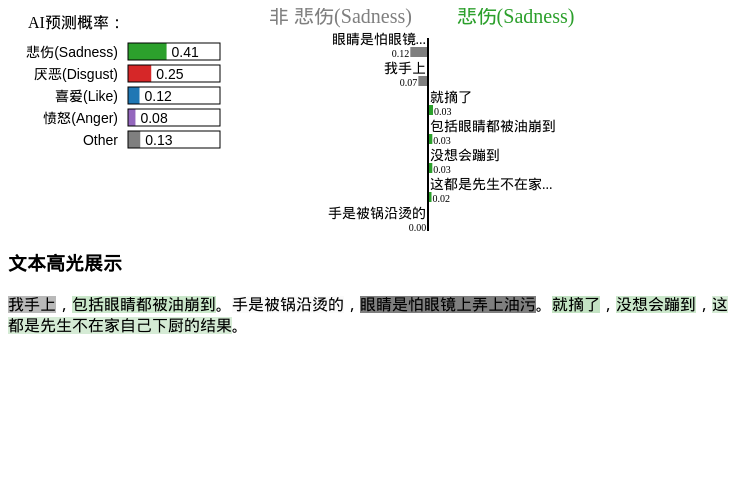 AI预测概率：
悲伤(Sadness) 0.41
厌恶(Disgust) 0.25
喜爱(Like) 0.12
愤怒(Anger) 0.08
Other 0.13
非 悲伤(Sadness) 悲伤(Sadness)
眼睛是怕眼镜...
0.12
我手上
0.07
就摘了
0.03
包括眼睛都被油崩到
0.03
没想会蹦到
0.03
这都是先生不在家...
0.02
手是被锅沿烫的
0.00
文本高光展示
我手上，包括眼睛都被油崩到。手是被锅沿烫的，眼睛是怕眼镜上弄上油污。就摘了，没想会蹦到，这
都是先生不在家自己下厨的结果。